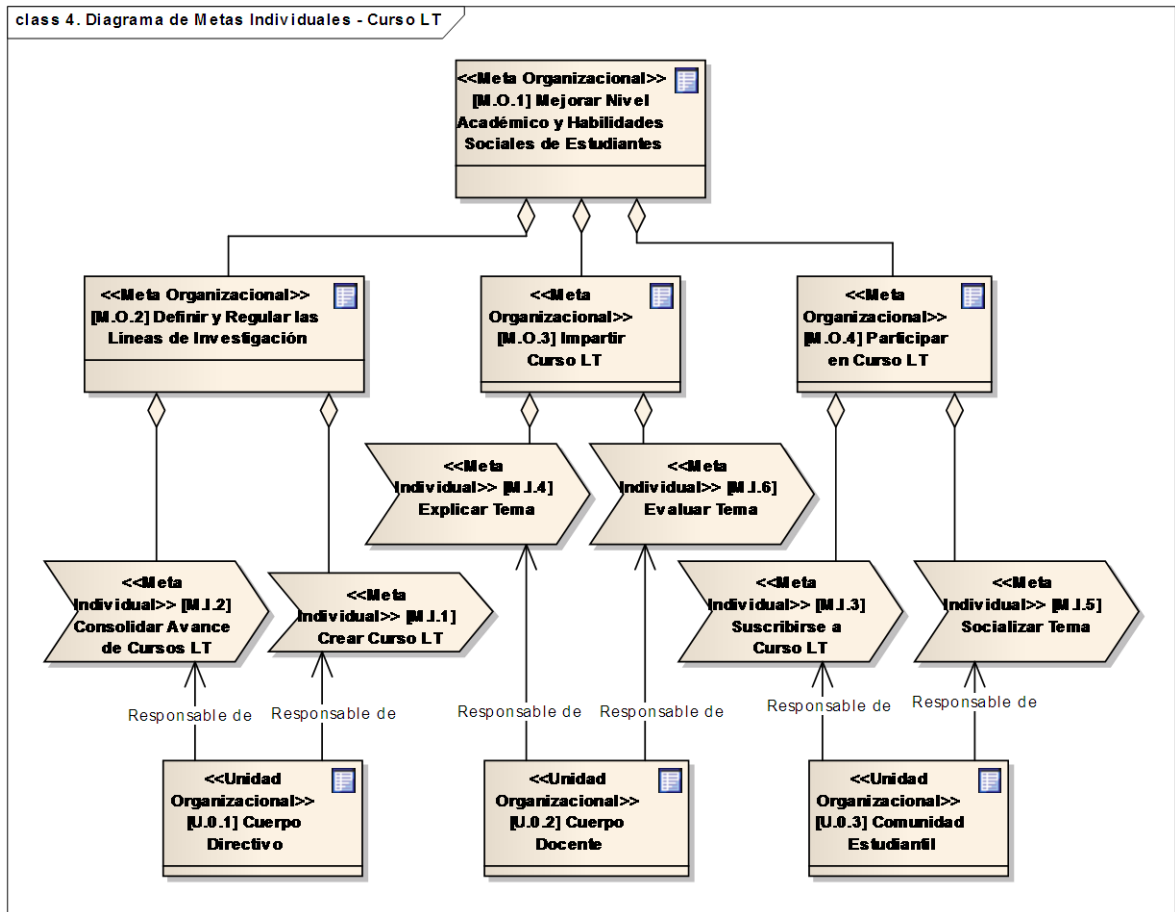 class 4. Diagrama de Metas Individuales - Curso LT
<<Meta Organizacional>>
[M.O.1] Mejorar Nivel
Académico y Habilidades
Sociales de Estudiantes
<<Meta Organizacional>>
[M.O.2] Definir y Regular las
Líneas de Investigación
<<Meta
Organizacional>>
[M.O.3] Impartir
Curso LT
<<Meta
Organizacional>>
[M.O.4] Participar
en Curso LT
<<Meta
Individual>> [M.I.4]
Explicar Tema
<<Meta
Individual>> [M.I.6]
Evaluar Tema
<<Meta
Individual>> [M.I.2]
Consolidar Avance
de Cursos LT
<<Meta
Individual>> [M.I.1]
Crear Curso LT
<<Meta
Individual>> [M.I.3]
Suscribirse a
Curso LT
<<Meta
Individual>> [M.I.5]
Socializar Tema
Responsable de
Responsable de
Responsable de
Responsable de
Responsable de
Responsable de
<<Unidad
Organizacional>>
[U.0.1] Cuerpo
Directivo
<<Unidad
Organizacional>>
[U.0.2] Cuerpo
Docente
<<Unidad
Organizacional>>
[U.0.3] Comunidad
Estudiantil